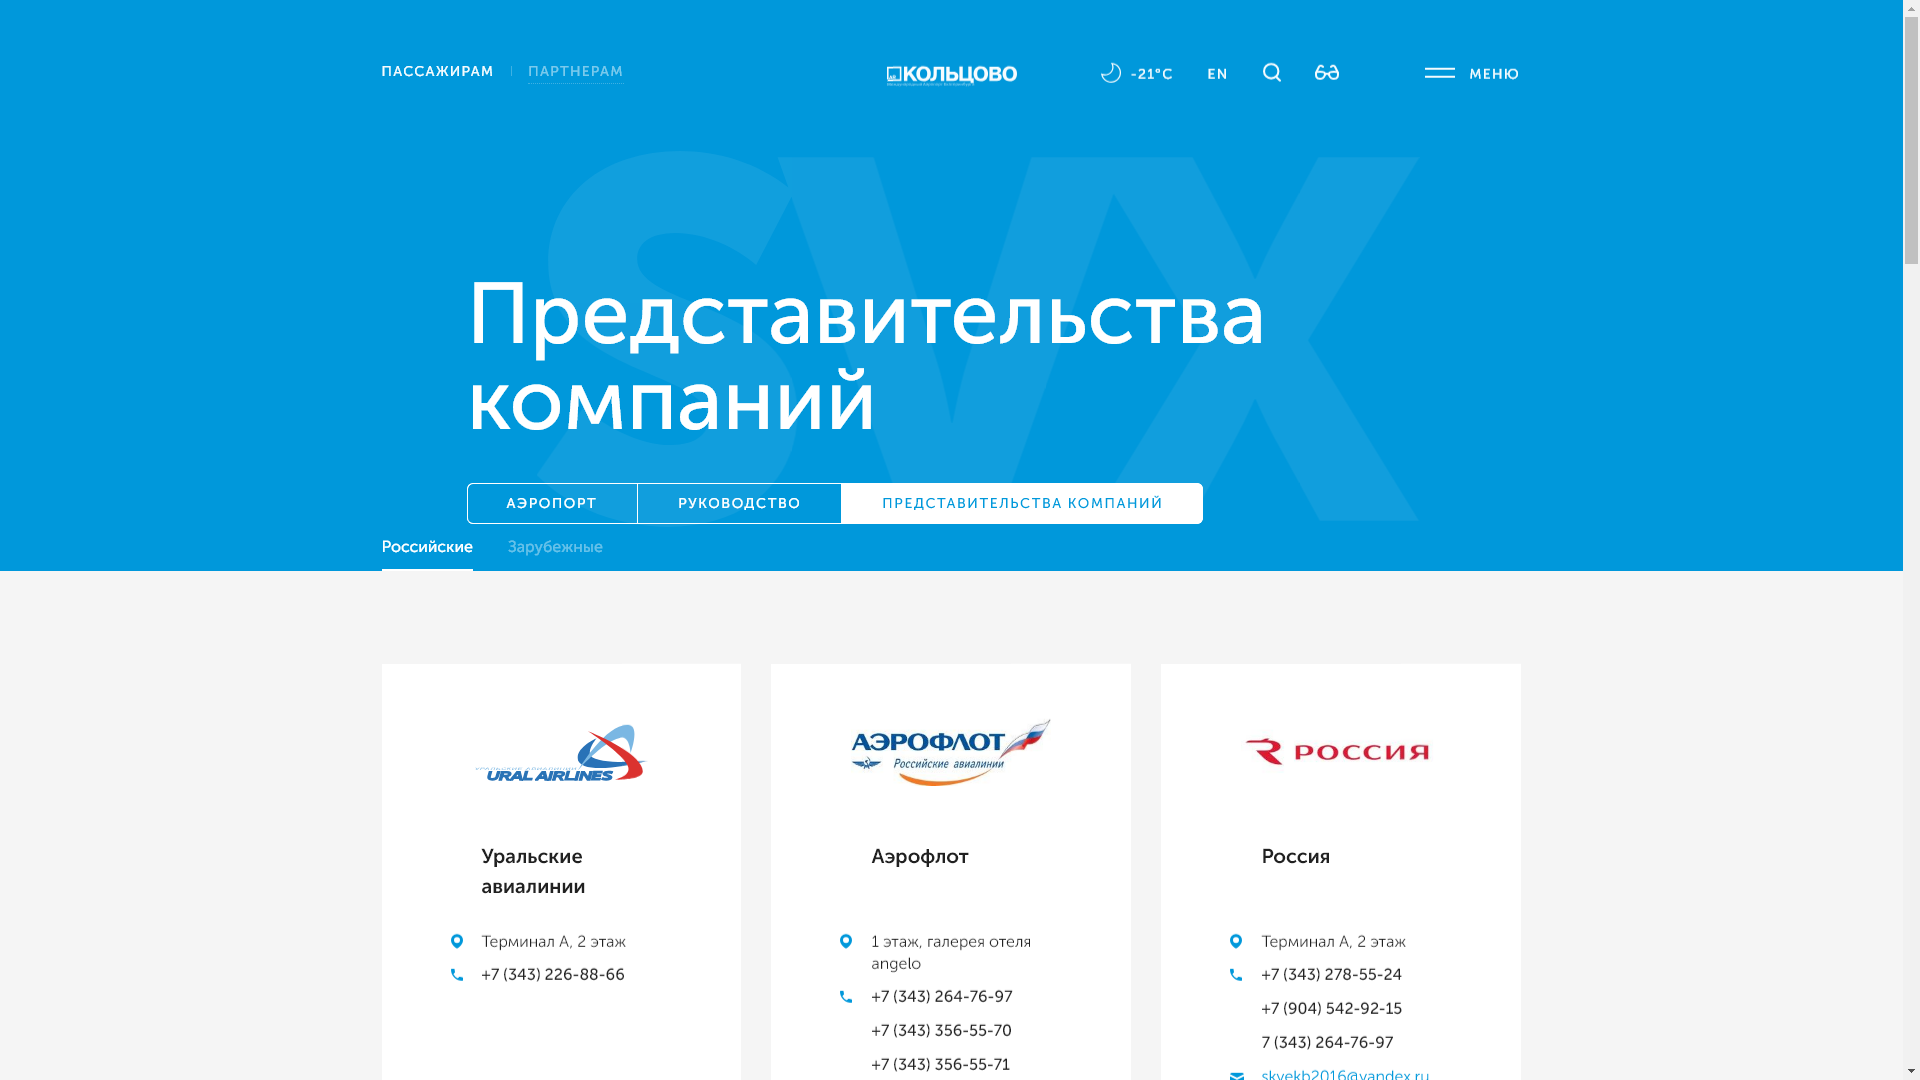 ПАССАЖИРАМ
ПАРТНЕРАМ
КОЛЬЦОВО
-21°C
EN
МЕНЮ
SVX
Представительства
компаний
АЭРОПОРТ
РУКОВОДСТВО
ПРЕДСТАВИТЕЛЬСТВА КОМПАНИЙ
Российские
Зарубежные
УРАЛЬСКИЕ АВИАЛИНИИ
URAL AIRLINES
Уральские
авиалинии
Терминал А, 2 этаж
+7 (343) 226-88-66
АЭРОФЛОТ
Российские авиалинии
Аэрофлот
1 этаж, галерея отеля
angelo
+7 (343) 264-76-97
+7 (343) 356-55-70
+7 (343) 356-55-71
РОССИЯ
Россия
Терминал А, 2 этаж
+7 (343) 278-55-24
+7 (904) 542-92-15
7 (343) 264-76-97
skyekb2016@yandex.ru